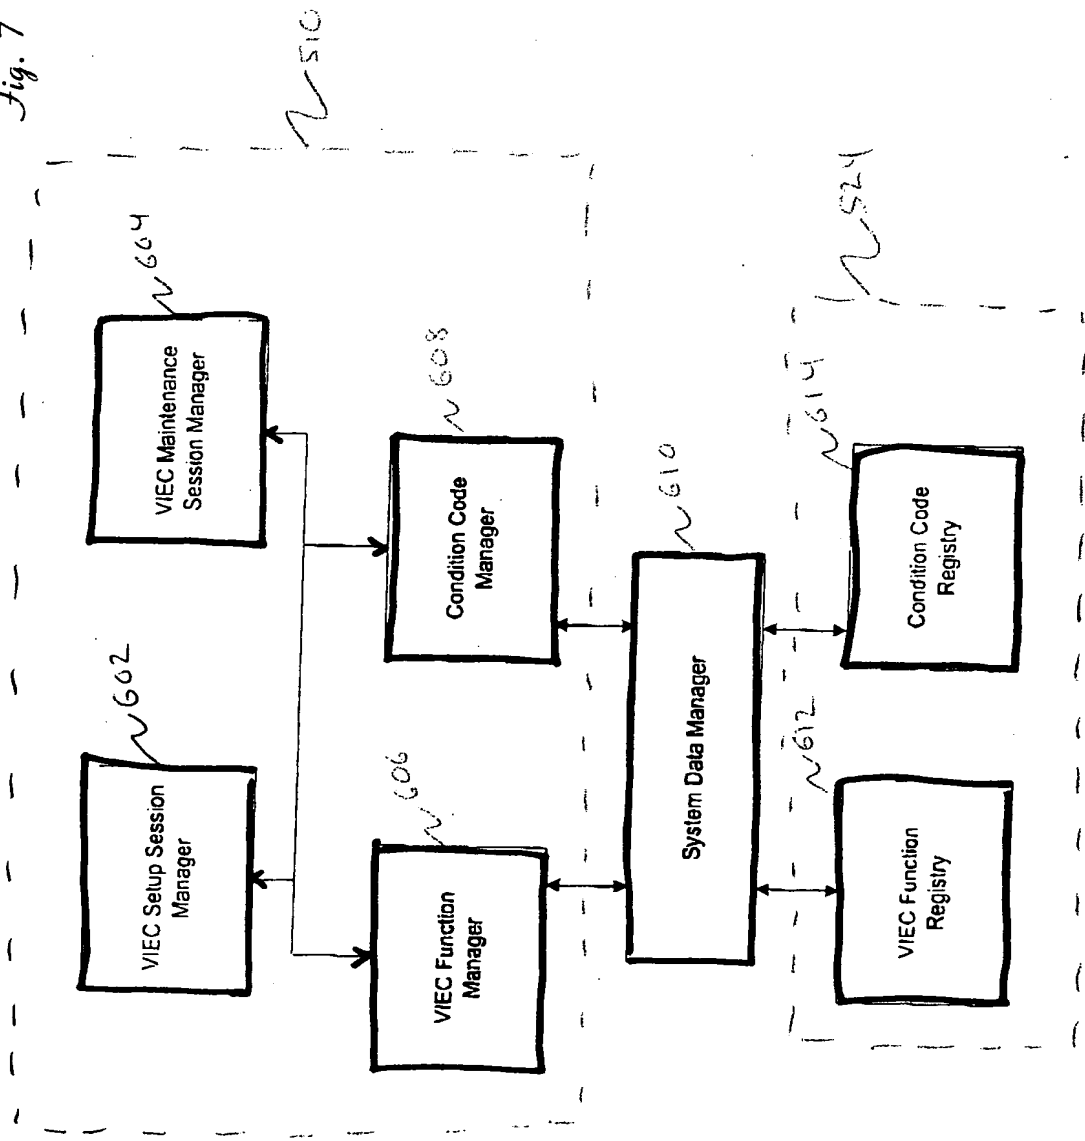 Fig. 7
510
602
VIEC Setup Session
Manager
604
VIEC Maintenance
Session Manager
606
VIEC Function
Manager
608
Condition Code
Manager
610
System Data Manager
524
612
VIEC Function
Registry
614
Condition Code
Registry